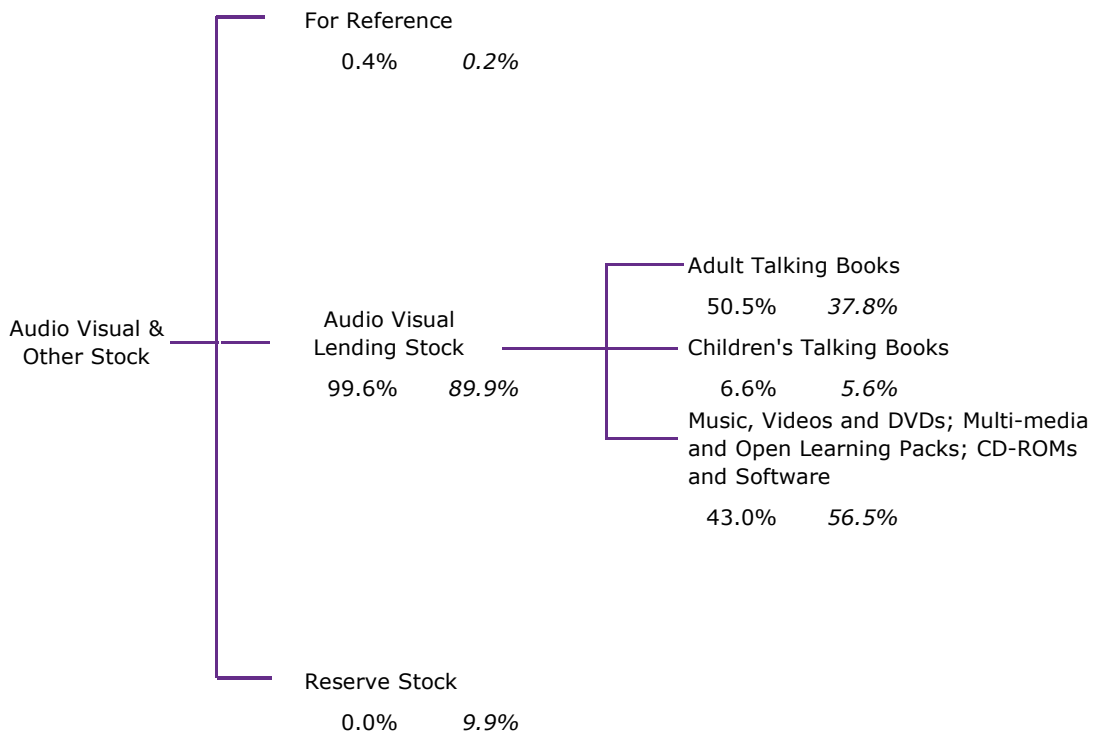 For Reference
0.4% 0.2%
Audio Visual &
Other Stock
Audio Visual
Lending Stock
99.6% 89.9%
Adult Talking Books
50.5% 37.8%
Children's Talking Books
6.6% 5.6%
Music, Videos and DVDs; Multi-media
and Open Learning Packs; CD-ROMs
and Software
43.0% 56.5%
Reserve Stock
0.0% 9.9%